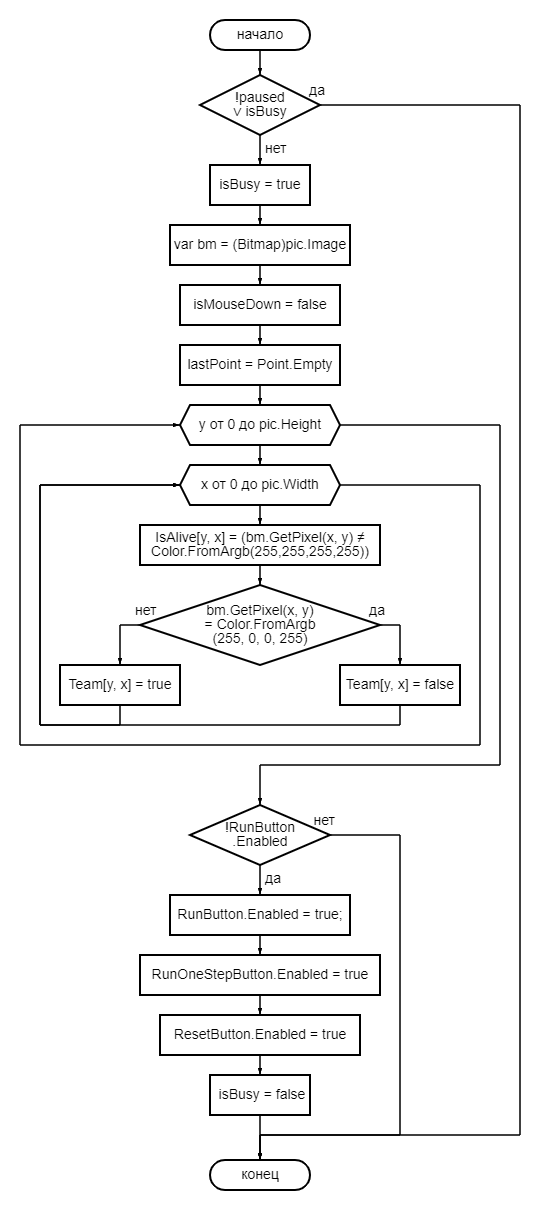 начало
!paused
∨ isBusy
да
нет
isBusy = true
var bm = (Bitmap)pic.Image
isMouseDown = false
lastPoint = Point.Empty
y от 0 до pic.Height
x от 0 до pic.Width
IsAlive[y, x] = (bm.GetPixel(x, y) ≠
Color.FromArgb(255,255,255,255))
нет
bm.GetPixel(x, y)
= Color.FromArgb
(255, 0, 0, 255)
да
Team[y, x] = true
Team[y, x] = false
!RunButton
.Enabled
нет
да
RunButton.Enabled = true;
RunOneStepButton.Enabled = true
ResetButton.Enabled = true
isBusy = false
конец